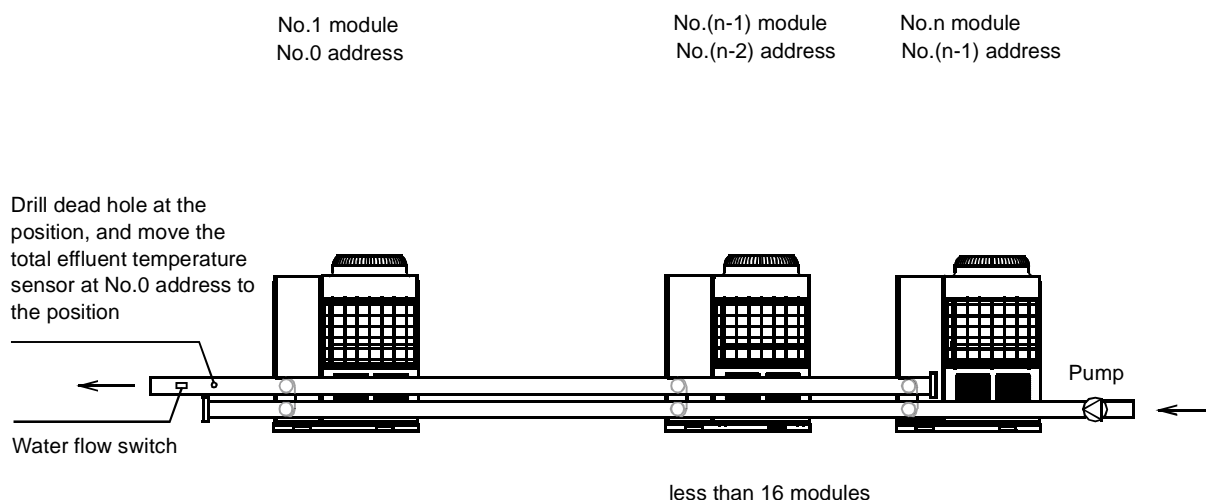 No.1 module
No.0 address
No.(n-1) module
No.(n-2) address
No.n module
No.(n-1) address
Drill dead hole at the
position, and move the
total effluent temperature
sensor at No.0 address to
the position
Pump
Water flow switch
less than 16 modules